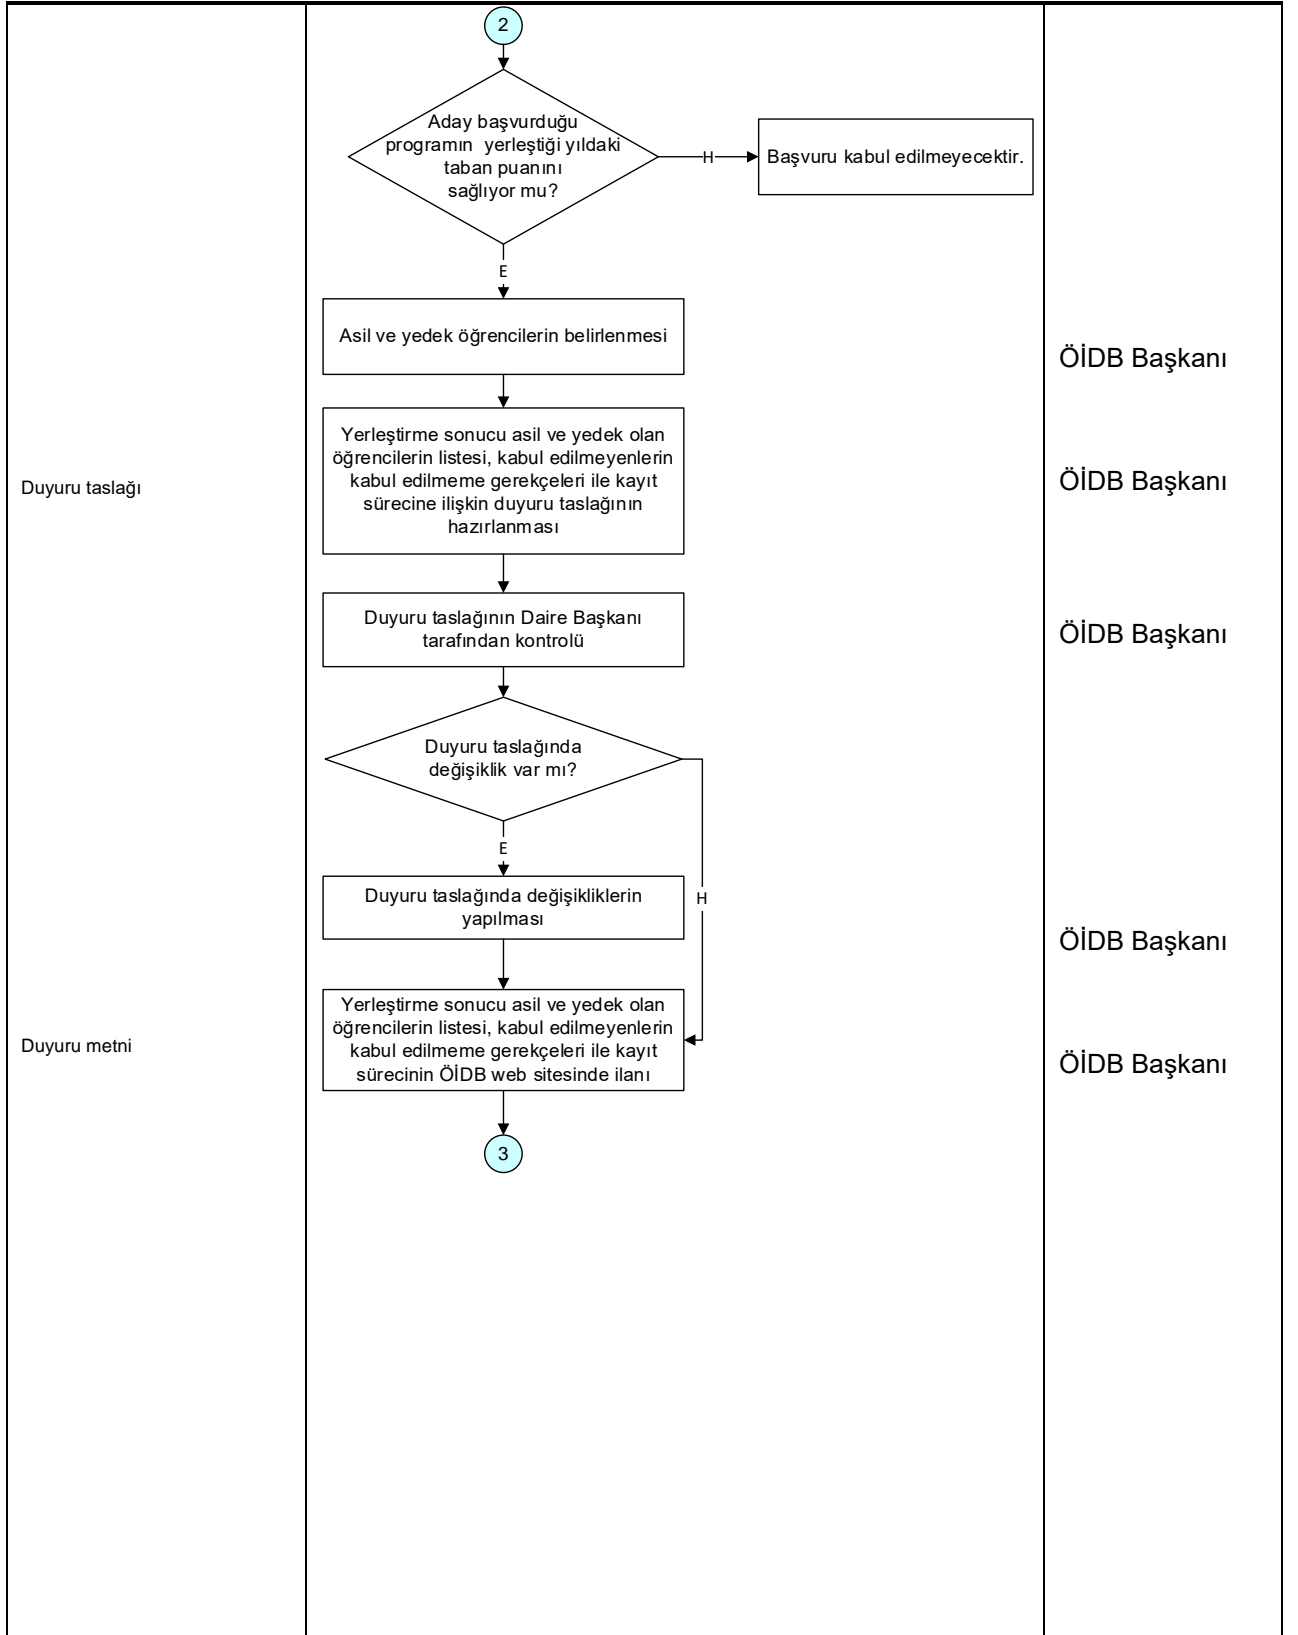 2
Aday başvurduğu
programın  yerleştiği yıldaki
taban puanını
sağlıyor mu?
H
Başvuru kabul edilmeyecektir.
E
Asil ve yedek öğrencilerin belirlenmesi
ÖİDB Başkanı
Yerleştirme sonucu asil ve yedek olan
öğrencilerin listesi, kabul edilmeyenlerin
kabul edilmeme gerekçeleri ile kayıt
sürecine ilişkin duyuru taslağının
hazırlanması
Duyuru taslağı
ÖİDB Başkanı
Duyuru taslağının Daire Başkanı
tarafından kontrolü
ÖİDB Başkanı
Duyuru taslağında
değişiklik var mı?
E
H
Duyuru taslağında değişikliklerin
yapılması
ÖİDB Başkanı
Yerleştirme sonucu asil ve yedek olan
öğrencilerin listesi, kabul edilmeyenlerin
kabul edilmeme gerekçeleri ile kayıt
sürecinin ÖİDB web sitesinde ilanı
Duyuru metni
ÖİDB Başkanı
3